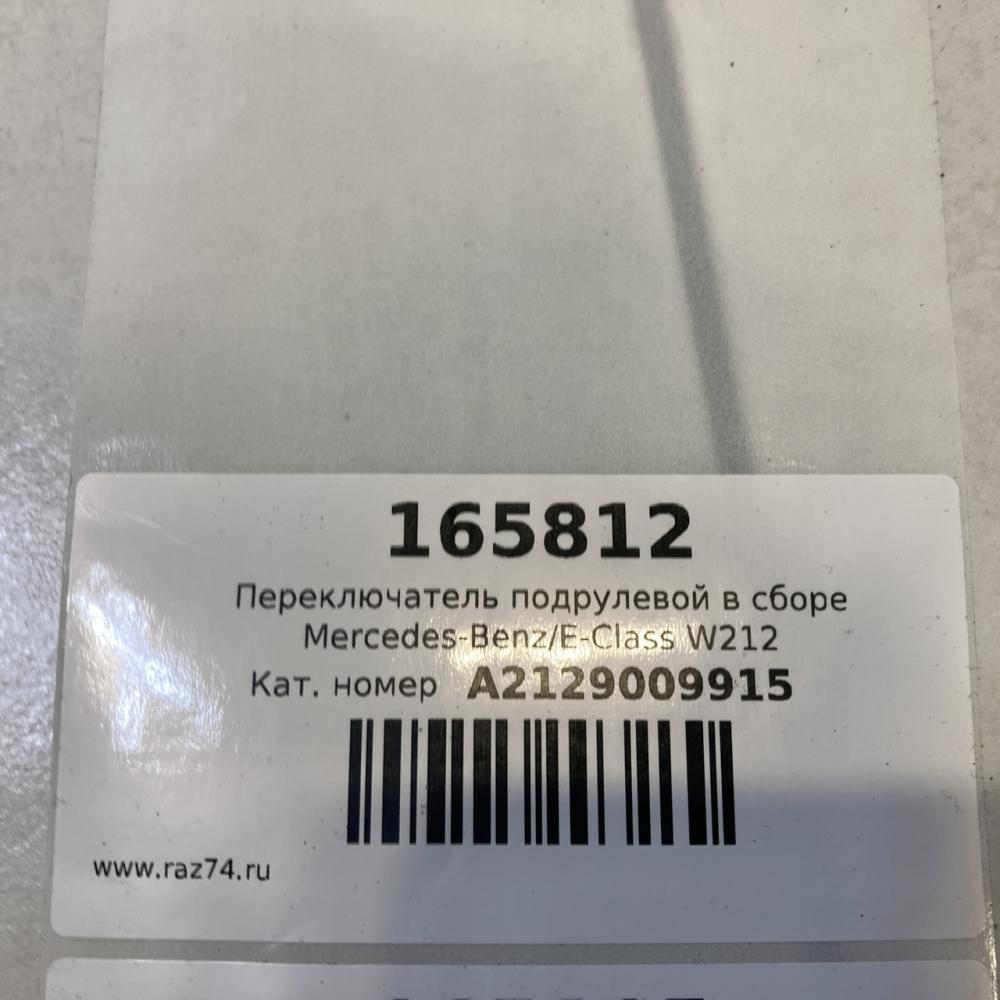 165812
Переключатель подрулевой в сборе
Mercedes-Benz/E-Class W212
Кат. номер A2129009915
www.raz74.ru